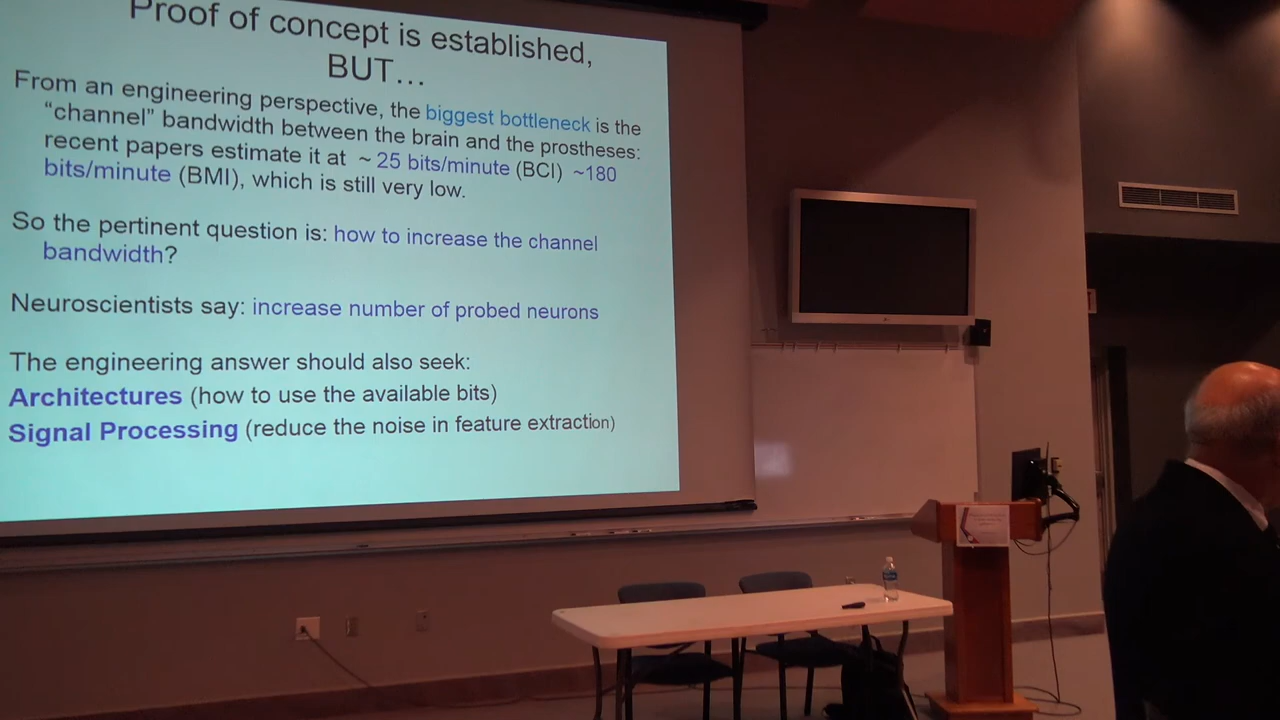 Proof of concept is established,
BUT…
From an engineering perspective, the biggest bottleneck is the
“channel” bandwidth between the brain and the prostheses:
recent papers estimate it at ~ 25 bits/minute (BCI) ~180
bits/minute (BMI), which is still very low.
So the pertinent question is: how to increase the channel
bandwidth?
Neuroscientists say: increase number of probed neurons
The engineering answer should also seek:
Architectures (how to use the available bits)
Signal Processing (reduce the noise in feature extraction)